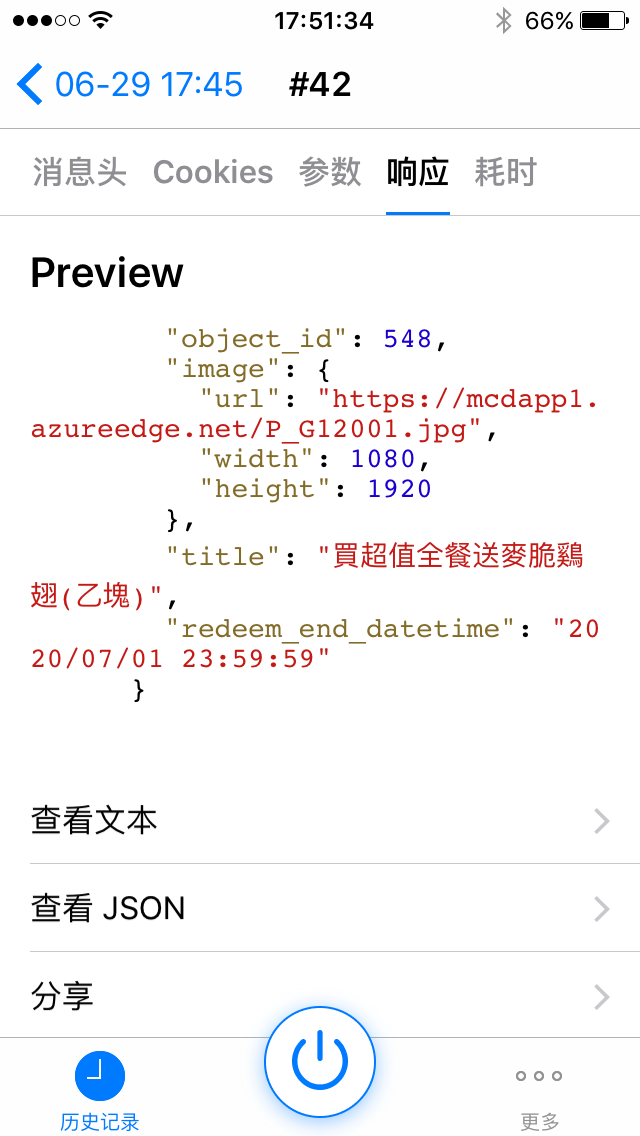 17:51:34 66%
06-29 17:45 #42
消息头 Cookies 参数 响应 耗时
Preview
"object_id": 548,
"image": {
"url": "https://mcdapp1.
azureedge.net/P_G12001.jpg",
"width": 1080,
"height": 1920
},
"title": "買超值全餐送麥脆鷄
翅(乙塊)",
"redeem_end_datetime": "20
20/07/01 23:59:59"
}
查看文本
查看 JSON
分享
历史记录 更多